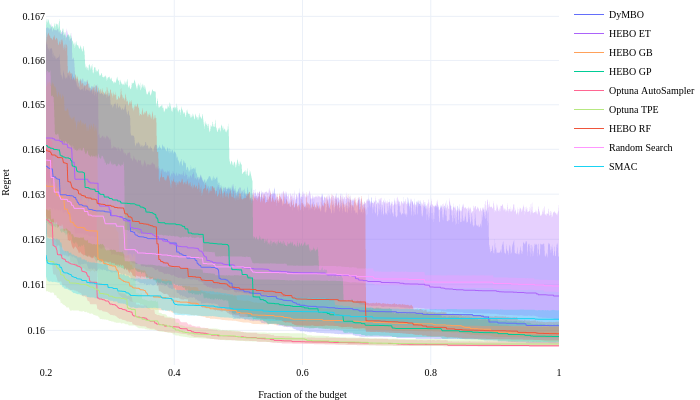 0.167
0.166
0.165
0.164
0.163
0.162
0.161
0.16
Regret
0.2
0.4
0.6
0.8
1
Fraction of the budget
DyMBO
HEBO ET
HEBO GB
HEBO GP
Optuna AutoSampler
Optuna TPE
HEBO RF
Random Search
SMAC